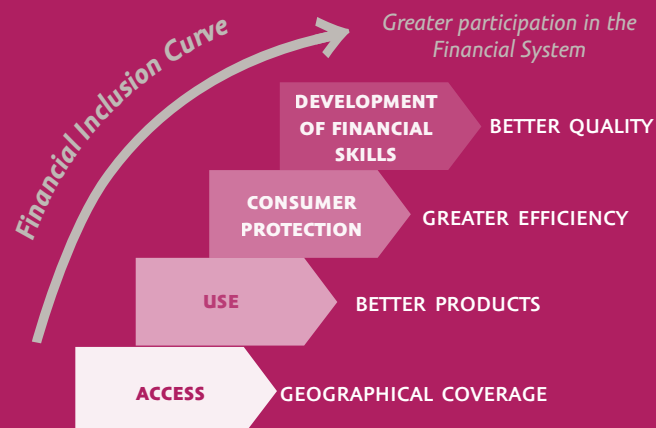 Financial Inclusion Curve
Greater participation in the
Financial System
DEVELOPMENT
OF FINANCIAL
SKILLS
BETTER QUALITY
CONSUMER
PROTECTION
GREATER EFFICIENCY
USE
BETTER PRODUCTS
ACCESS
GEOGRAPHICAL COVERAGE